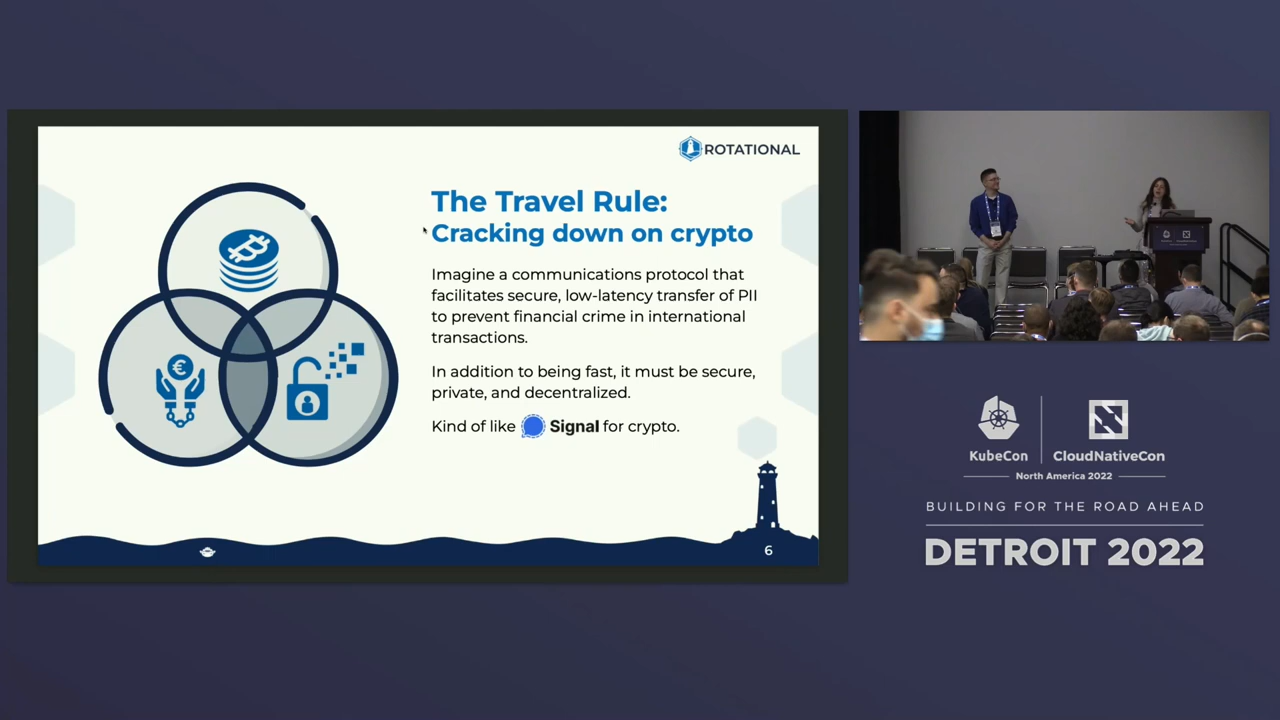 ROTATIONAL
The Travel Rule:
Cracking down on crypto
Imagine a communications protocol that
facilitates secure, low-latency transfer of PII
to prevent financial crime in international
transactions.
In addition to being fast, it must be secure,
private, and decentralized.
Kind of like Signal for crypto.
6
KubeCon
CloudNativeCon
North America 2022
BUILDING FOR THE ROAD AHEAD
DETROIT 2022